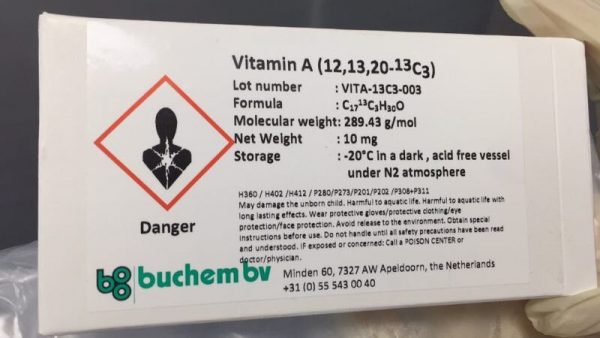 Vitamin A (12,13,20-¹³C₃)
Lot number : VITA-13C3-003
Formula : C₁₇¹³C₃H₃₀O
Molecular weight: 289.43 g/mol
Net Weight : 10 mg
Storage : -20°C in a dark , acid free vessel
under N2 atmosphere
Danger
H360 / H402 / H412 / P280/P273/P201/P202 /P308+P311
May damage the unborn child. Harmful to aquatic life. Harmful to aquatic life with
long lasting effects. Wear protective gloves/protective clothing/eye
protection/face protection. Avoid release to the environment. Obtain special
instructions before use. Do not handle until all safety precautions have been read
and understood. IF exposed or concerned: Call a POISON CENTER or
doctor/physician.
buchem bv
Minden 60, 7327 AW Apeldoorn, the Netherlands
+31 (0) 55 543 00 40